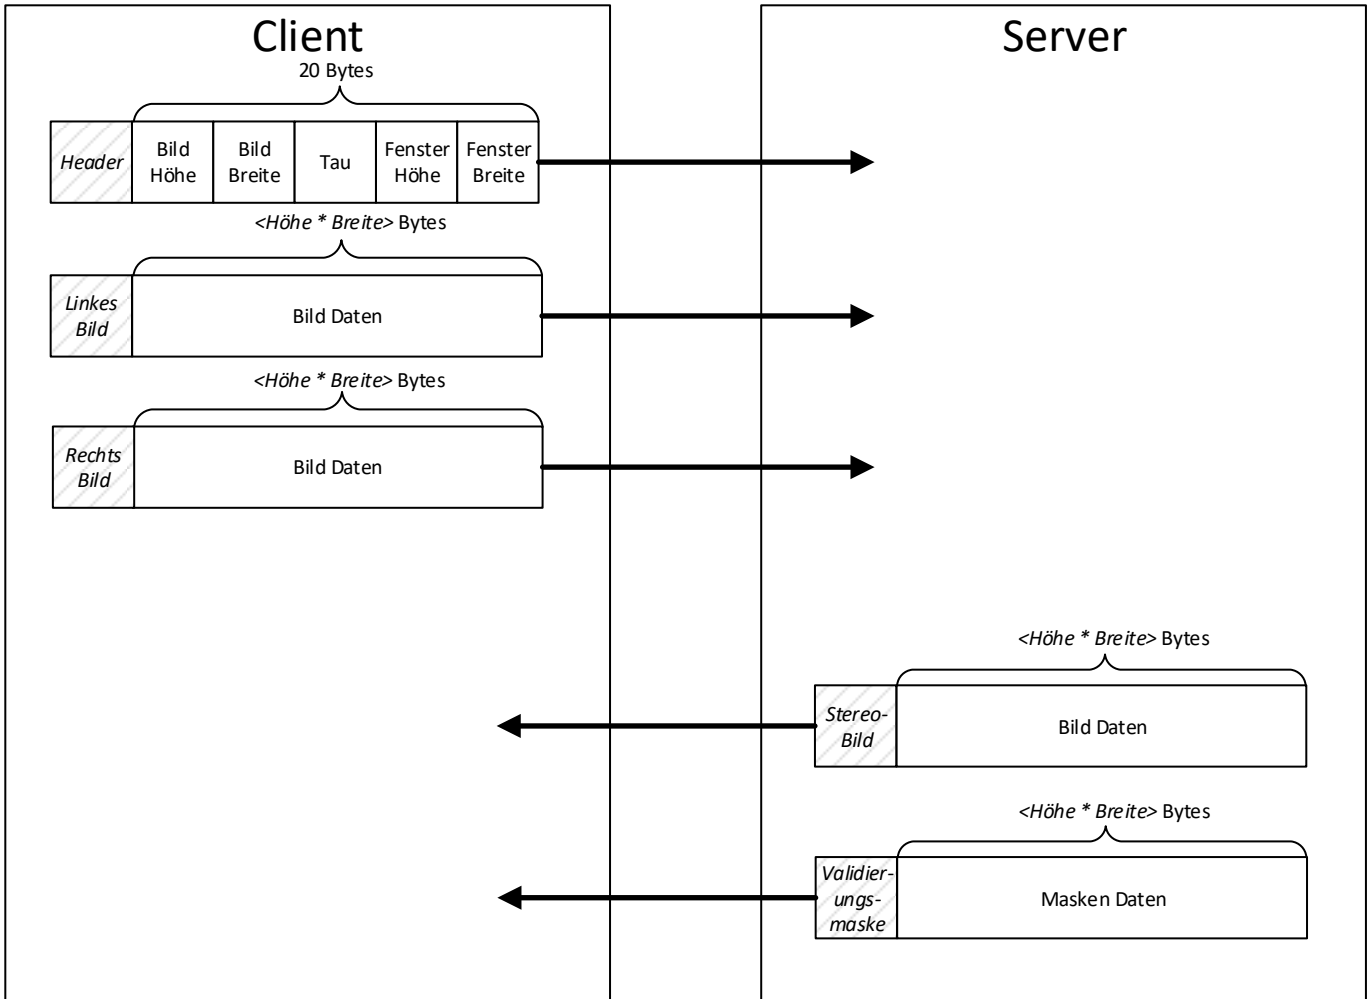 Client
Server
20 Bytes
Header
Bild
Höhe
Bild
Breite
Tau
Fenster
Höhe
Fenster
Breite
<Höhe * Breite> Bytes
Linkes
Bild
Bild Daten
<Höhe * Breite> Bytes
Rechts
Bild
Bild Daten
<Höhe * Breite> Bytes
Stereo-
Bild
Bild Daten
<Höhe * Breite> Bytes
Validier-
ungs-
maske
Masken Daten